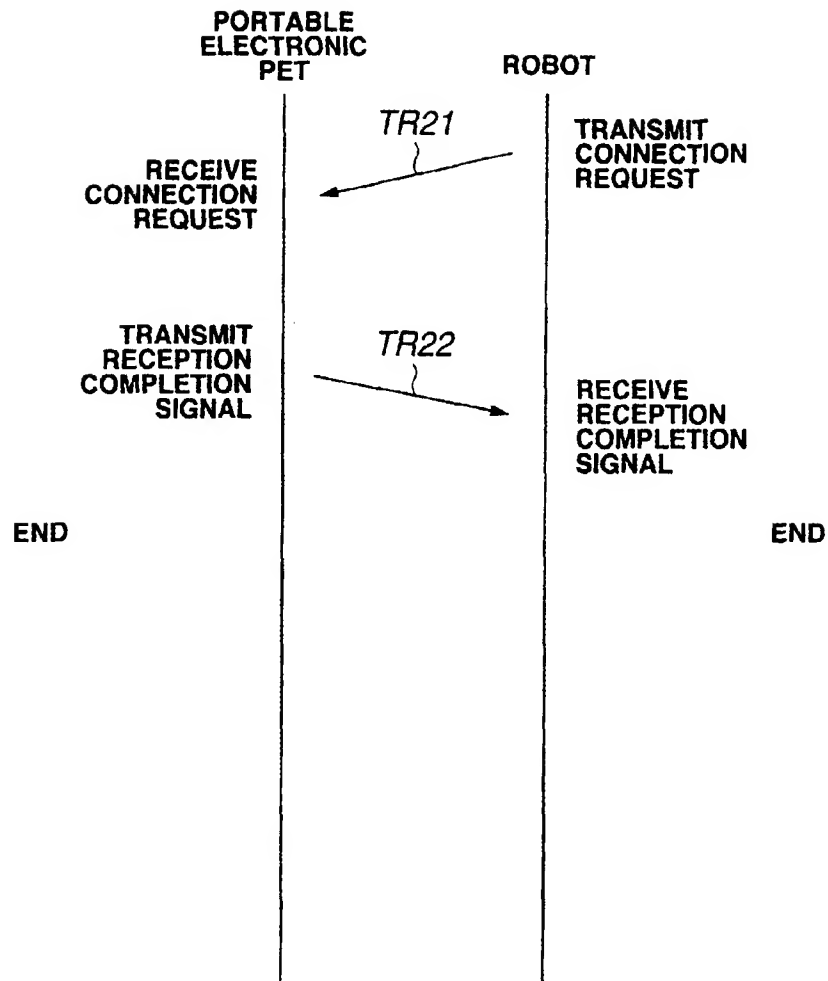 PORTABLE
ELECTRONIC
PET
ROBOT
TR21
TRANSMIT
CONNECTION
REQUEST
RECEIVE
CONNECTION
REQUEST
TRANSMIT
RECEPTION
COMPLETION
SIGNAL
TR22
RECEIVE
RECEPTION
COMPLETION
SIGNAL
END
END